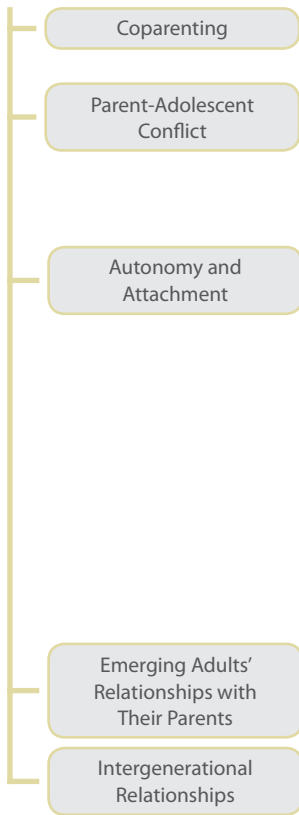 Coparenting
Parent-Adolescent
Conflict
Autonomy and
Attachment
Emerging Adults’
Relationships with
Their Parents
Intergenerational
Relationships